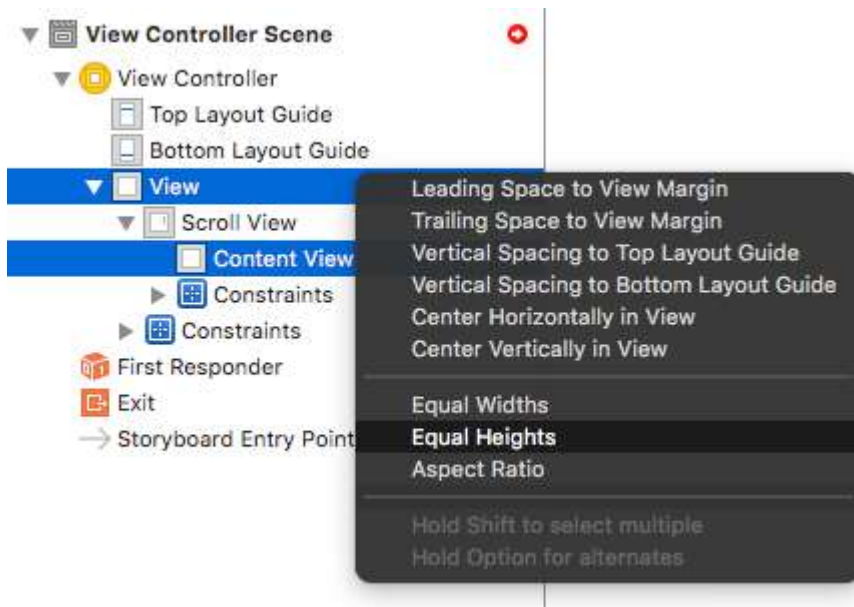 View Controller Scene
View Controller
Top Layout Guide
Bottom Layout Guide
View
Scroll View
Content View
Constraints
Constraints
First Responder
Exit
Storyboard Entry Point
Leading Space to View Margin
Trailing Space to View Margin
Vertical Spacing to Top Layout Guide
Vertical Spacing to Bottom Layout Guide
Center Horizontally in View
Center Vertically in View
Equal Widths
Equal Heights
Aspect Ratio
Hold Shift to select multiple
Hold Option for alternates